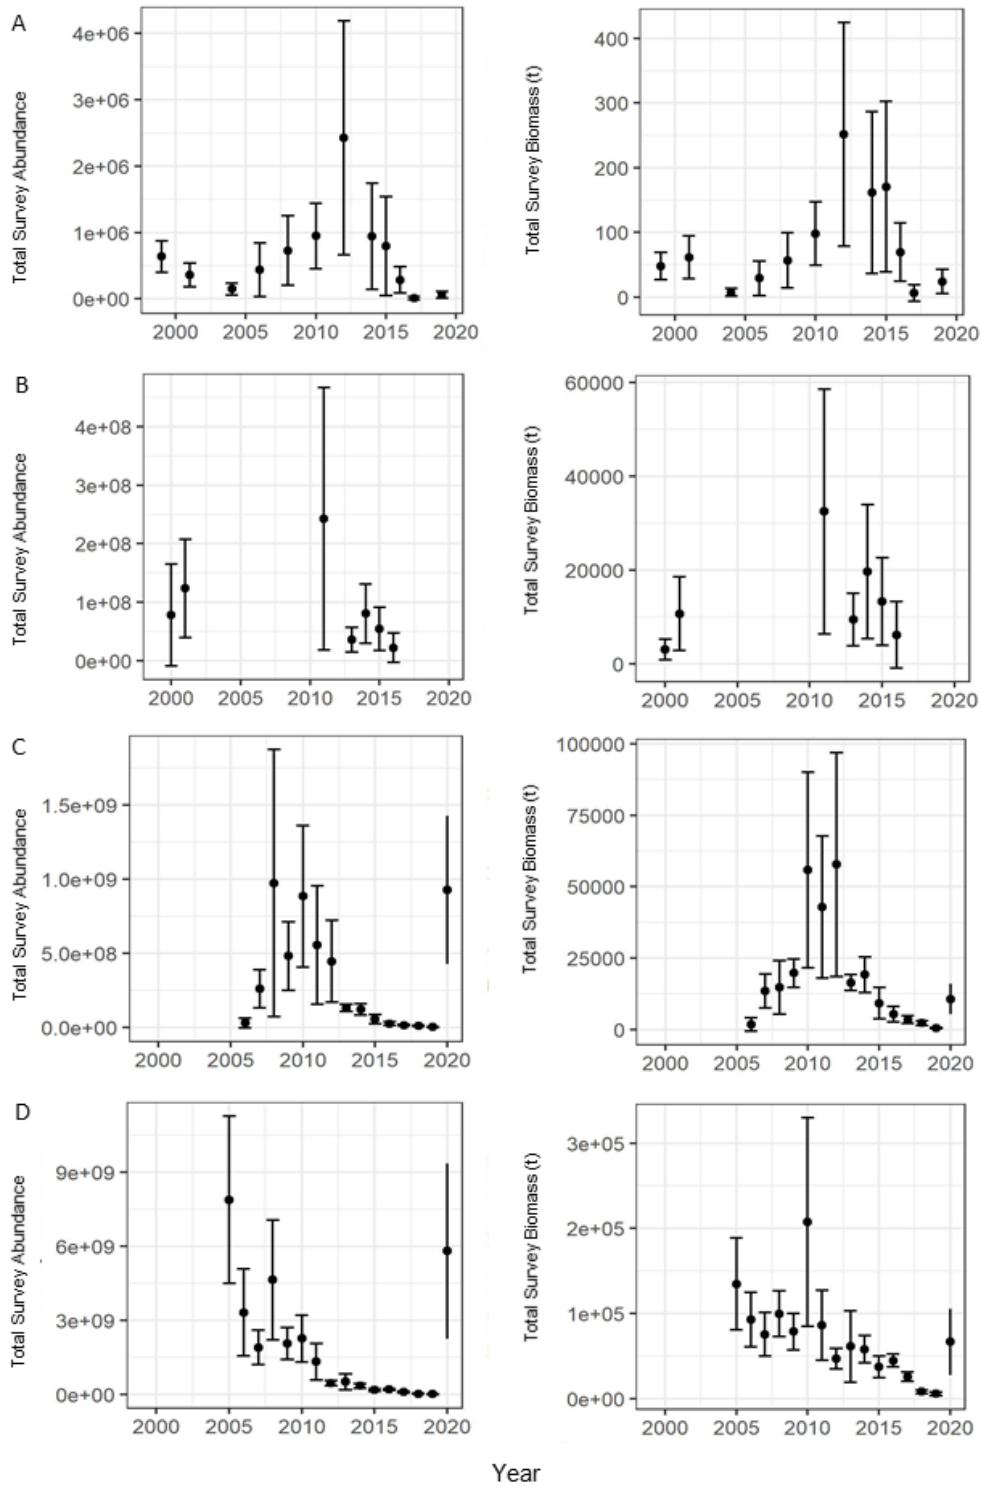 A
Total Survey Abundance
4e+06
3e+06
2e+06
1e+06
0e+00
2000 2005 2010 2015 2020
Total Survey Biomass (t)
400
300
200
100
0
2000 2005 2010 2015 2020
B
Total Survey Abundance
4e+08
3e+08
2e+08
1e+08
0e+00
2000 2005 2010 2015 2020
Total Survey Biomass (t)
60000
40000
20000
0
2000 2005 2010 2015 2020
C
Total Survey Abundance
1.5e+09
1.0e+09
5.0e+08
0.0e+00
2000 2005 2010 2015 2020
Total Survey Biomass (t)
100000
75000
50000
25000
0
2000 2005 2010 2015 2020
D
Total Survey Abundance
9e+09
6e+09
3e+09
0e+00
2000 2005 2010 2015 2020
Total Survey Biomass (t)
3e+05
2e+05
1e+05
0e+00
2000 2005 2010 2015 2020
Year